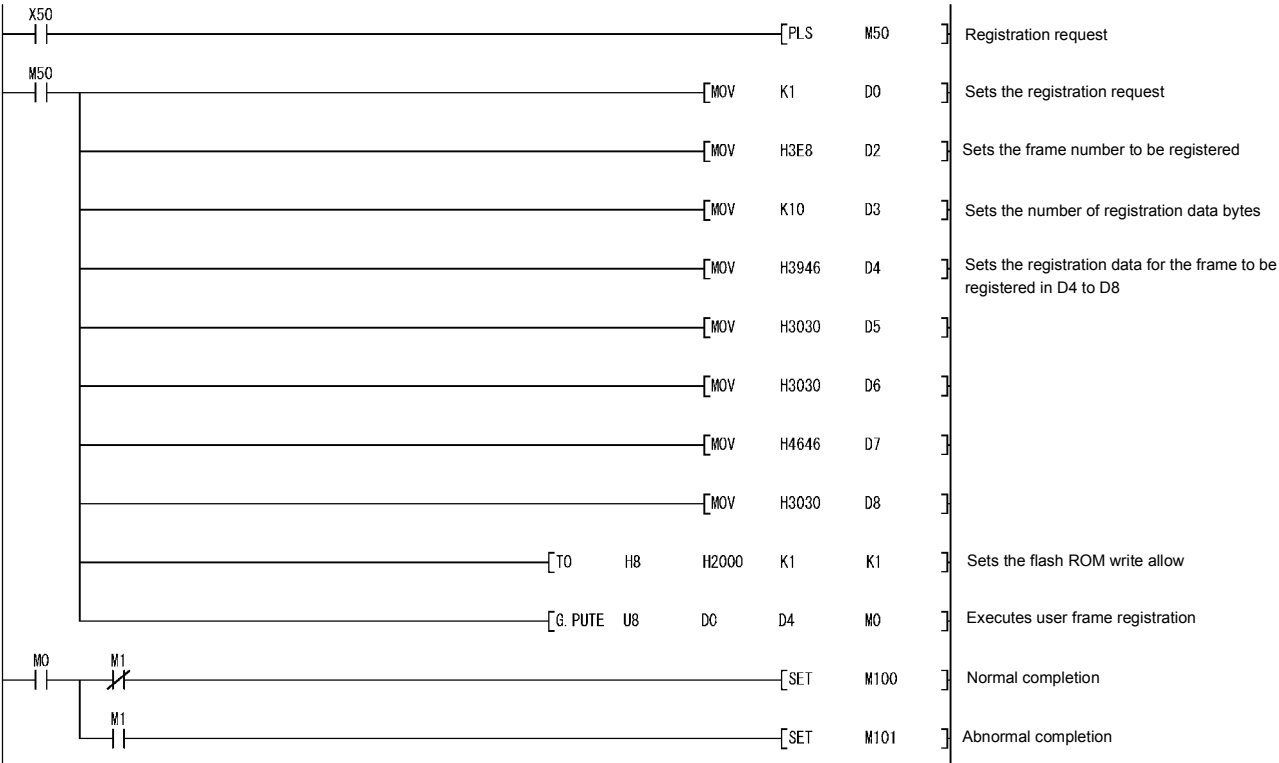 X50
[PLS M50 ] Registration request
M50
[MOV K1 D0 ] Sets the registration request
[MOV H3E8 D2 ] Sets the frame number to be registered
[MOV K10 D3 ] Sets the number of registration data bytes
[MOV H3946 D4 ] Sets the registration data for the frame to be
registered in D4 to D8
[MOV H3030 D5 ]
[MOV H3030 D6 ]
[MOV H4646 D7 ]
[MOV H3030 D8 ]
[TO H8 H2000 K1 K1 ] Sets the flash ROM write allow
[G.PUTE U8 D0 D4 M0 ] Executes user frame registration
M0 M1
[SET M100 ] Normal completion
M1
[SET M101 ] Abnormal completion